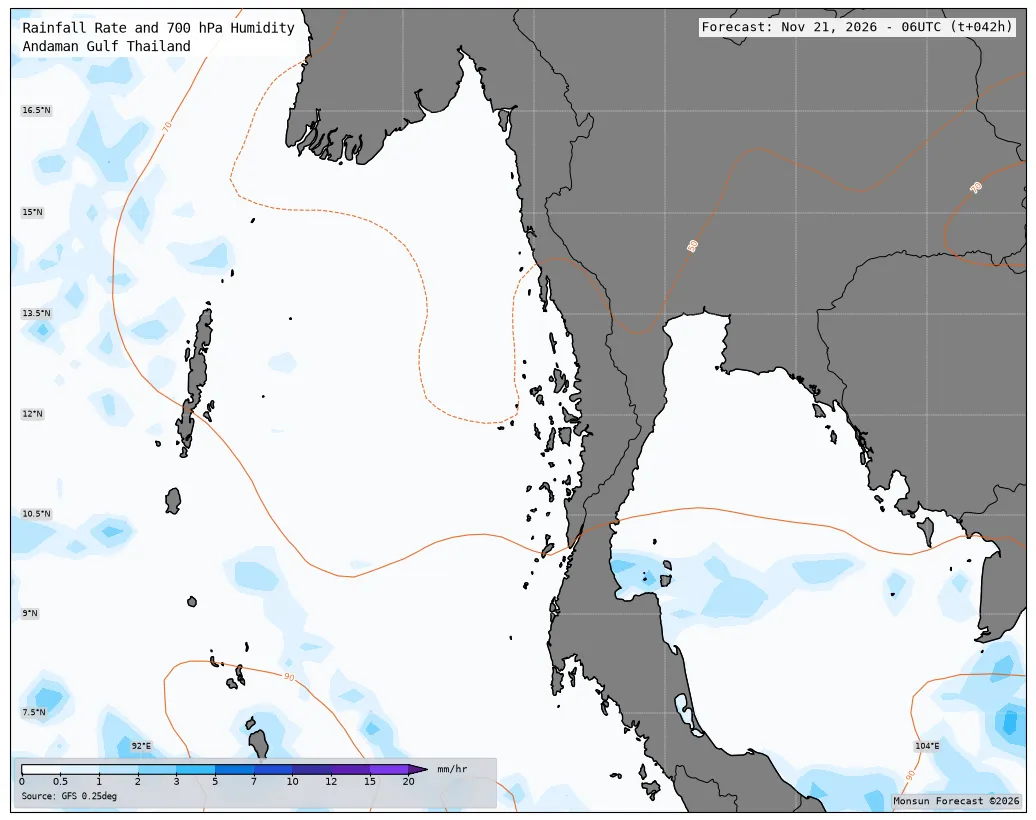 Rainfall Rate and 700 hPa Humidity
Andaman Gulf Thailand
Forecast: Nov 21, 2026 - 06UTC (t+042h)
16.5°N
15°N
13.5°N
12°N
10.5°N
9°N
7.5°N
92°E
104°E
70
50
70
90
90
0 0.5 1 2 3 5 7 10 12 15 20
mm/hr
Source: GFS 0.25deg
Monsun Forecast ©2026